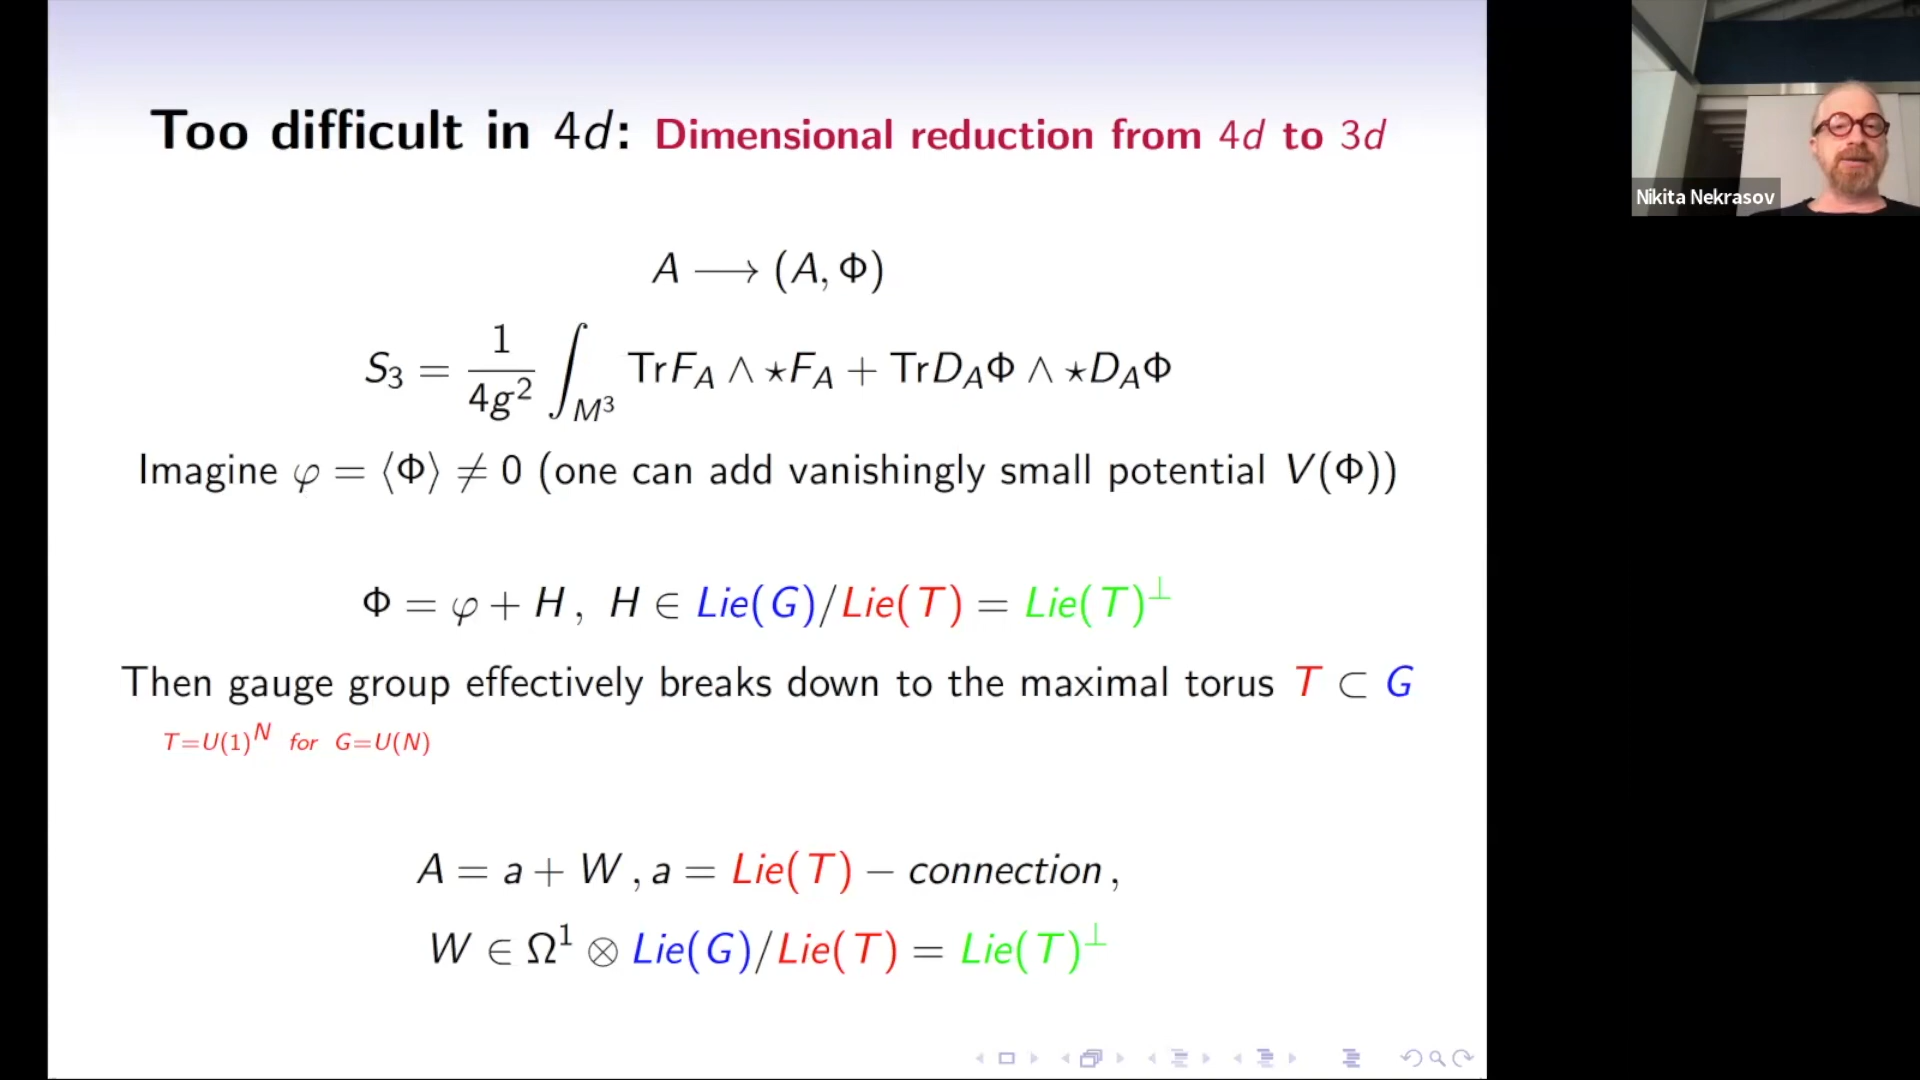 Too difficult in 4d: Dimensional reduction from 4d to 3d
A ⟶ (A, Φ)
S₃ = 1/4g² ∫_M³ TrF_A ∧ ⋆F_A + TrD_AΦ ∧ ⋆D_AΦ
Imagine φ = ⟨Φ⟩ ≠ 0 (one can add vanishingly small potential V(Φ))
Φ = φ + H , H ∈ Lie(G)/Lie(T) = Lie(T)^⊥
Then gauge group effectively breaks down to the maximal torus T ⊂ G
T=U(1)^N for G=U(N)
A = a + W , a = Lie(T) − connection ,
W ∈ Ω¹ ⊗ Lie(G)/Lie(T) = Lie(T)^⊥
Nikita Nekrasov